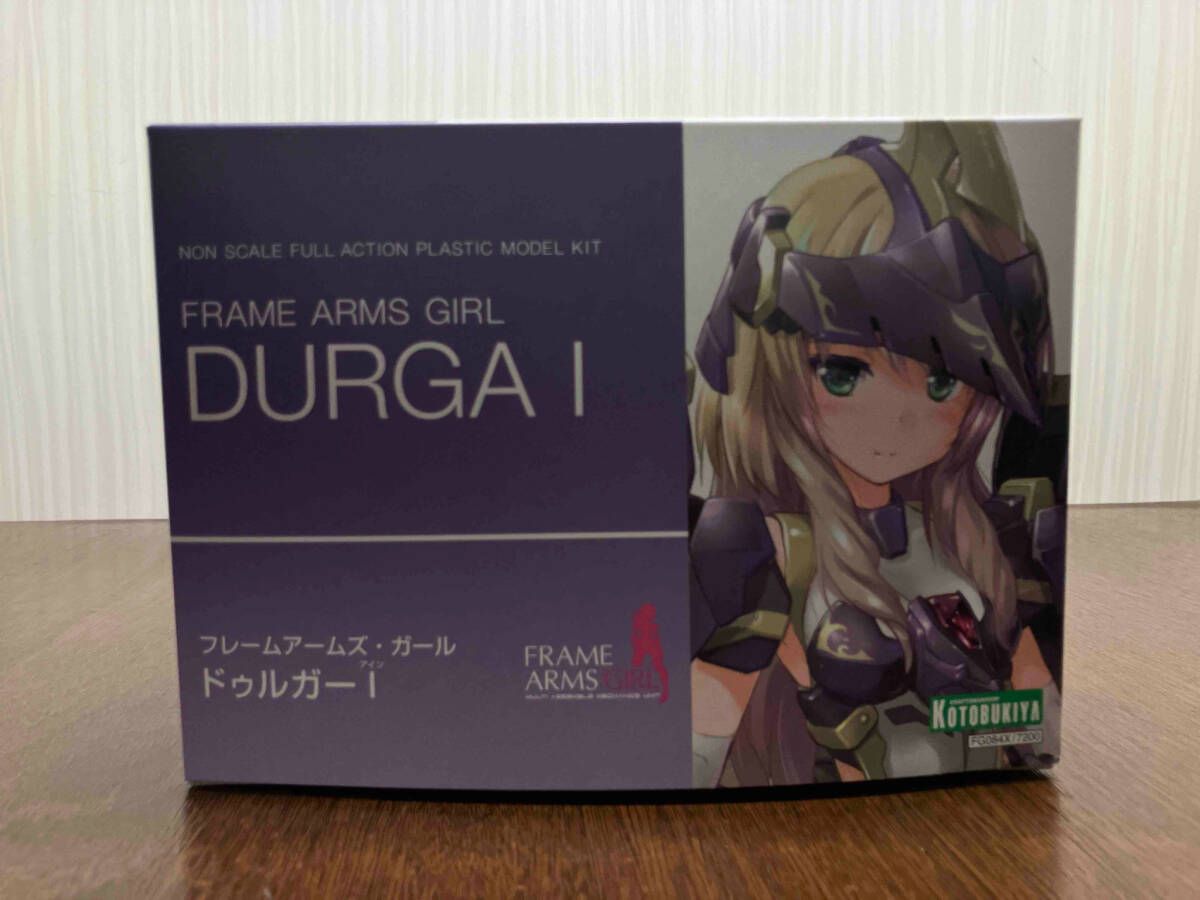 NON SCALE FULL ACTION PLASTIC MODEL KIT
FRAME ARMS GIRL
DURGA I
フレームアームズ・ガール
アイン
ドゥルガーI
FRAME
ARMS GIRL
KOTOBUKIYA